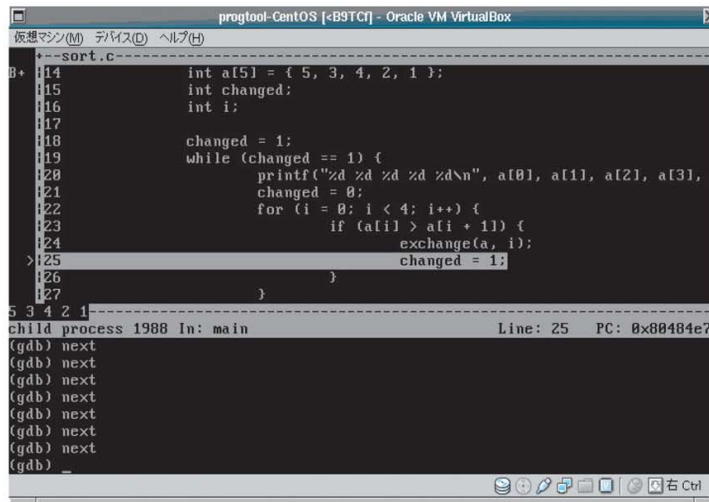 progtool-CentOS [<B9TCf] - Oracle VM VirtualBox
仮想マシン(M) デバイス(D) ヘルプ(H)
+--sort.c
B+ 14 int a[5] = { 5, 3, 4, 2, 1 };
15 int changed;
16 int i;
17
18 changed = 1;
19 while (changed == 1) {
20 printf("%d %d %d %d %d\n", a[0], a[1], a[2], a[3],
21 changed = 0;
22 for (i = 0; i < 4; i++) {
23 if (a[i] > a[i + 1]) {
24 exchange(a, i);
>25 changed = 1;
26 }
27 }
5 3 4 2 1
child process 1988 In: main Line: 25 PC: 0x80484e7
(gdb) next
(gdb) next
(gdb) next
(gdb) next
(gdb) next
(gdb) next
(gdb) next
(gdb) _
右 Ctrl